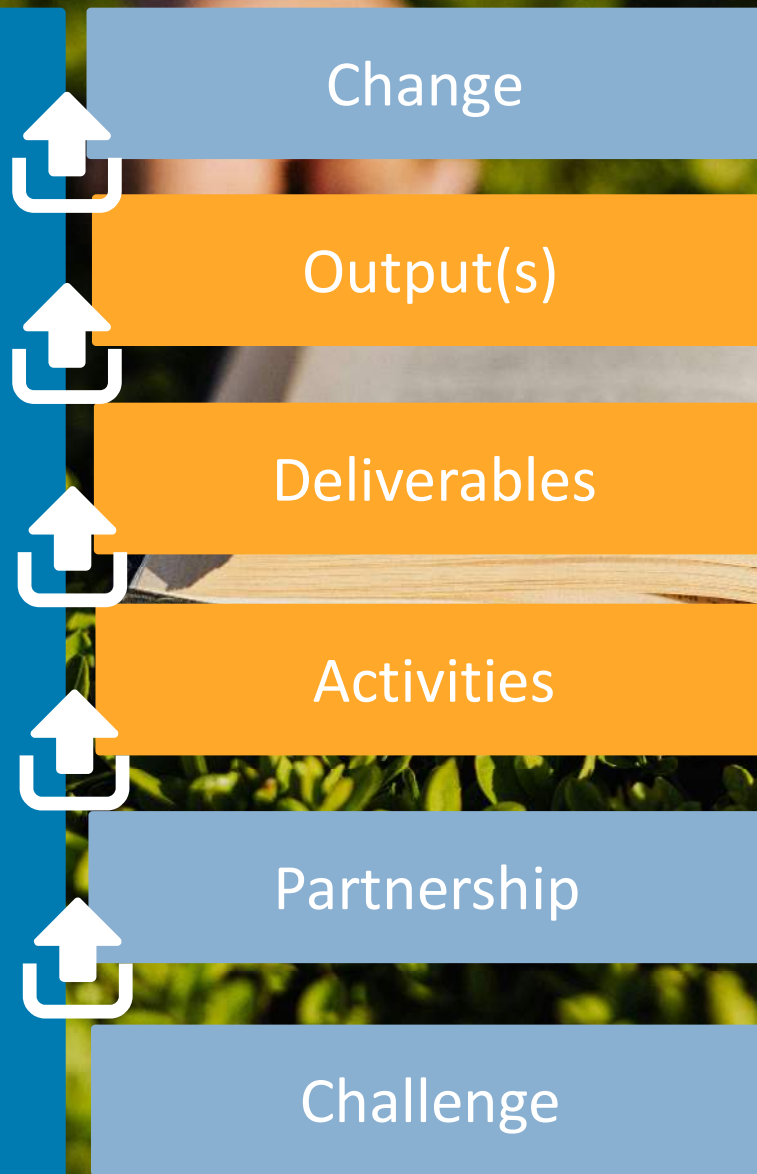 Change
Output(s)
Deliverables
Activities
Partnership
Challenge